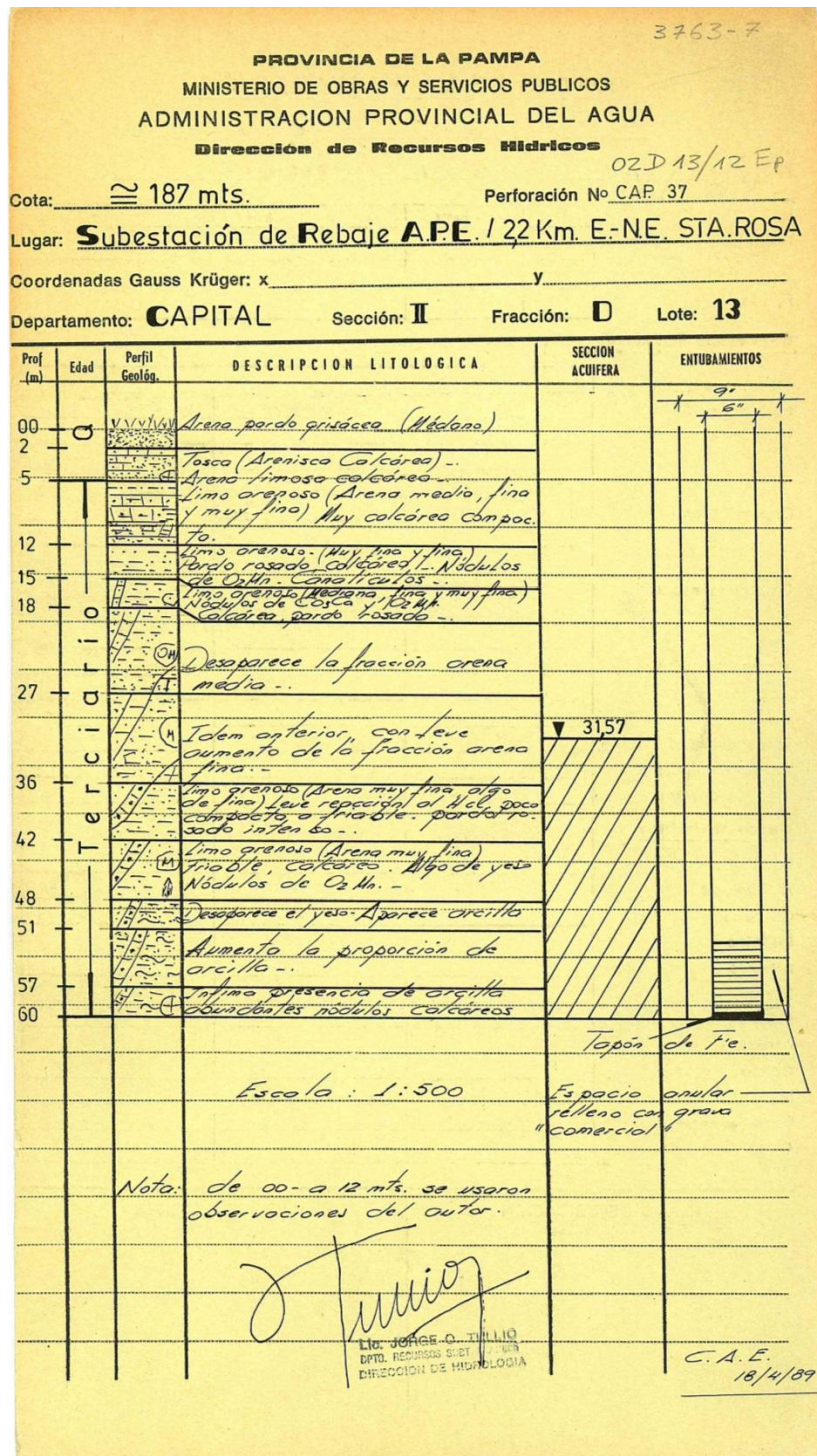 3763-7
PROVINCIA DE LA PAMPA
MINISTERIO DE OBRAS Y SERVICIOS PUBLICOS
ADMINISTRACION PROVINCIAL DEL AGUA
Dirección de Recursos Hídricos
02D 13/12 Ep
Cota: ≅ 187 mts. Perforación Nº CAP. 37
Lugar: Subestación de Rebaje A.P.E. / 2,2 Km. E.-N.E. STA.ROSA
Coordenadas Gauss Krüger: x y
Departamento: CAPITAL Sección: II Fracción: D Lote: 13
Prof (m) Edad Perfil Geológ. DESCRIPCION LITOLOGICA SECCION ACUIFERA ENTUBAMIENTOS
9"
6"
00 Q Arena pardo grisácea (Médano)
2
Tosca (Arenisca Calcárea)-.
Arena limosa calcárea-.
5
Limo arenoso (Arena media, fina
y muy fina) Muy calcárea compac.
ta.
12
Limo arenoso- (Muy fina y fina)
Pardo rosado, calcárea/- Nódulos
15
de O2Mn. Canalículos-.
Limo arenoso (Mediana, fina y muy fina)
Nódulos de Tosca y O2Mn.
18
Calcárea, pardo rosado-.
Terciario
Desaparece la fracción arena
media-.
27
Idem anterior, con leve
aumento de la fracción arena
fina.-
31,57
36
Limo arenoso (Arena muy fina, algo
de fina) Leve reacción al Hcl, poco
compacto a friable. pardo ro-
sado intenso-.
42
Limo arenoso (Arena muy fina)
friable, calcáreo. Algo de yeso
Nódulos de O2Mn.-
48
Desaparece el yeso-Aparece arcilla
51
Aumenta la proporción de
arcilla-.
57
Infima presencia de arcilla
abundantes nódulos calcáreos
60
Tapón de Fe.
Escala : 1:500
Espacio anular
relleno con grava
"comercial"
Nota: de 00- a 12 mts. se usaron
observaciones del autor.
Lic. JORGE O. TULLIO
DPTO. RECURSOS
DIRECCION DE HIDROLOGIA
C.A.E.
18/4/89